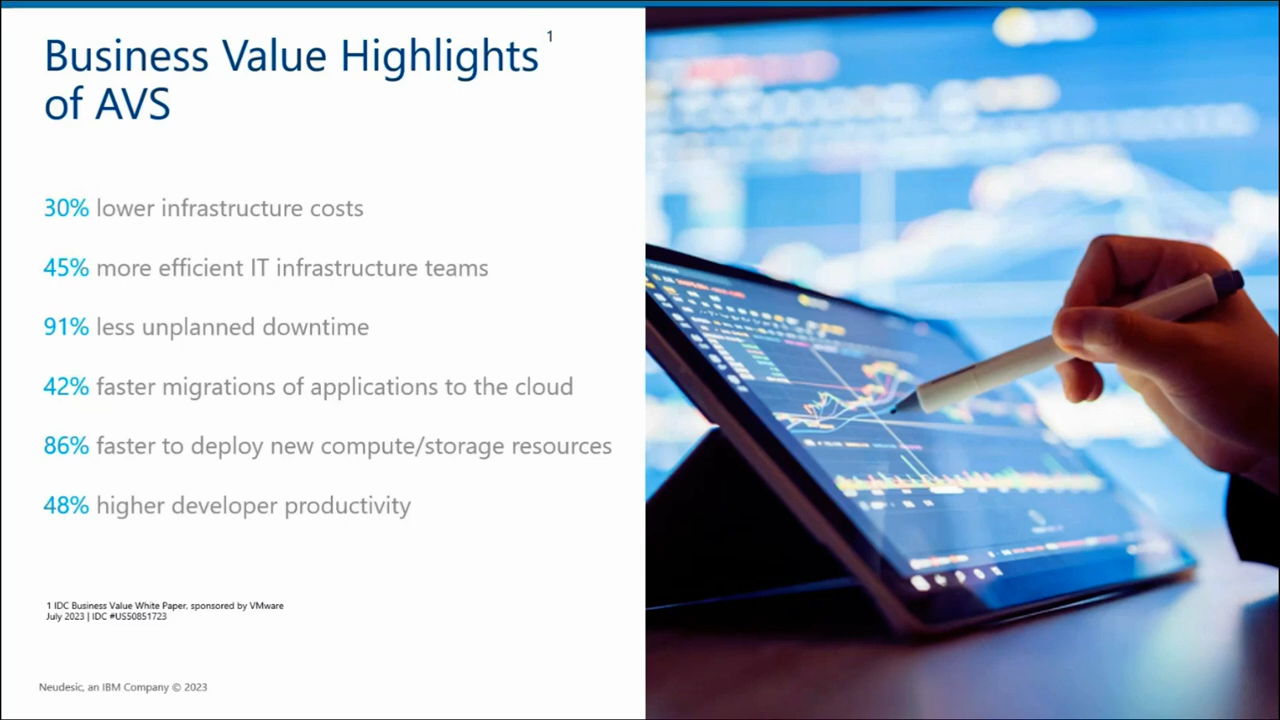 Business Value Highlights 1
of AVS
30% lower infrastructure costs
45% more efficient IT infrastructure teams
91% less unplanned downtime
42% faster migrations of applications to the cloud
86% faster to deploy new compute/storage resources
48% higher developer productivity
1 IDC Business Value White Paper, sponsored by VMware
July 2023 | IDC #US50851723
Neudesic, an IBM Company © 2023